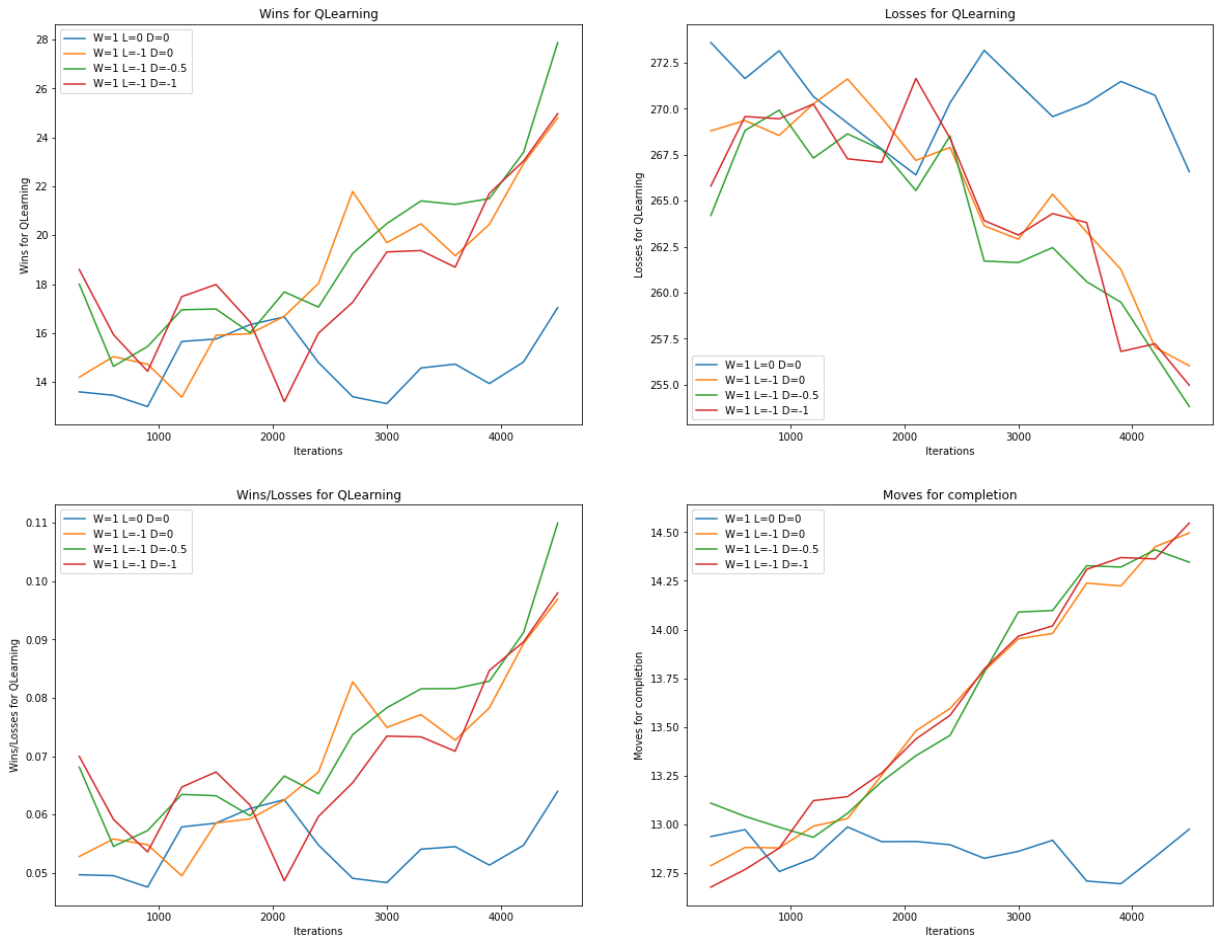 Wins for QLearning
W=1 L=0 D=0
W=1 L=-1 D=0
W=1 L=-1 D=-0.5
W=1 L=-1 D=-1
28
26
24
22
20
18
16
14
Wins for QLearning
1000 2000 3000 4000
Iterations
Losses for QLearning
272.5
270.0
267.5
265.0
262.5
260.0
257.5
255.0
Losses for QLearning
W=1 L=0 D=0
W=1 L=-1 D=0
W=1 L=-1 D=-0.5
W=1 L=-1 D=-1
1000 2000 3000 4000
Iterations
Wins/Losses for QLearning
W=1 L=0 D=0
W=1 L=-1 D=0
W=1 L=-1 D=-0.5
W=1 L=-1 D=-1
0.11
0.10
0.09
0.08
0.07
0.06
0.05
Wins/Losses for QLearning
1000 2000 3000 4000
Iterations
Moves for completion
W=1 L=0 D=0
W=1 L=-1 D=0
W=1 L=-1 D=-0.5
W=1 L=-1 D=-1
14.50
14.25
14.00
13.75
13.50
13.25
13.00
12.75
Moves for completion
1000 2000 3000 4000
Iterations